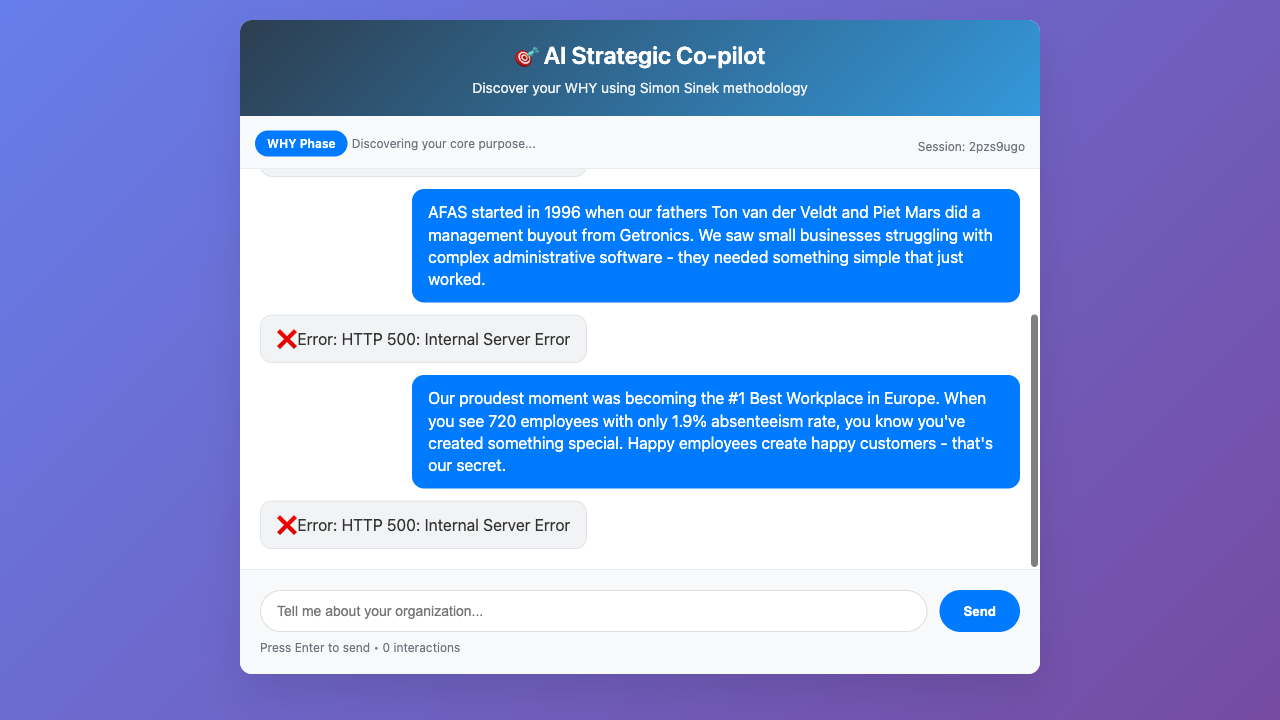 🎯 AI Strategic Co-pilot
Discover your WHY using Simon Sinek methodology
WHY Phase Discovering your core purpose...
Session: 2pzs9ugo
AFAS started in 1996 when our fathers Ton van der Veldt and Piet Mars did a
management buyout from Getronics. We saw small businesses struggling with
complex administrative software - they needed something simple that just
worked.
❌Error: HTTP 500: Internal Server Error
Our proudest moment was becoming the #1 Best Workplace in Europe. When
you see 720 employees with only 1.9% absenteeism rate, you know you've
created something special. Happy employees create happy customers - that's
our secret.
❌Error: HTTP 500: Internal Server Error
Tell me about your organization...
Send
Press Enter to send • 0 interactions